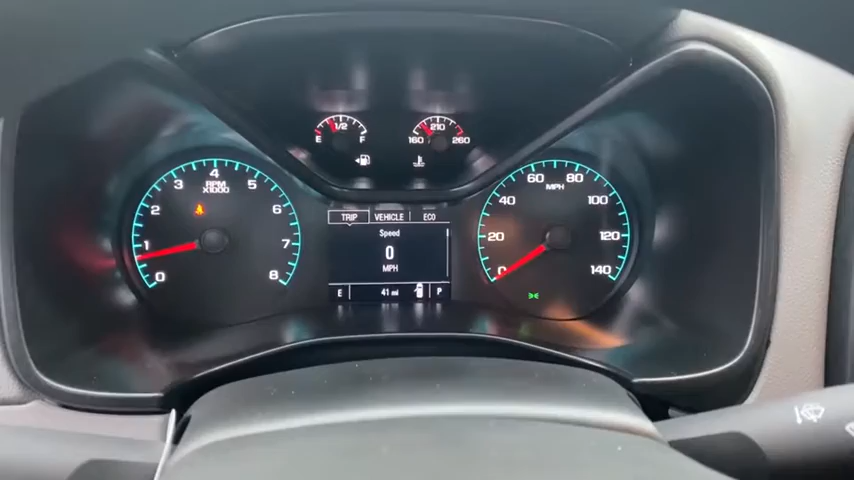 1/2
E F
210
160 260
4
3 5
RPM
X1000
2 6
1 7
0 8
TRIP VEHICLE ECO
Speed
0
MPH
E 41 mi P
60 80
MPH
40 100
20 120
0 140